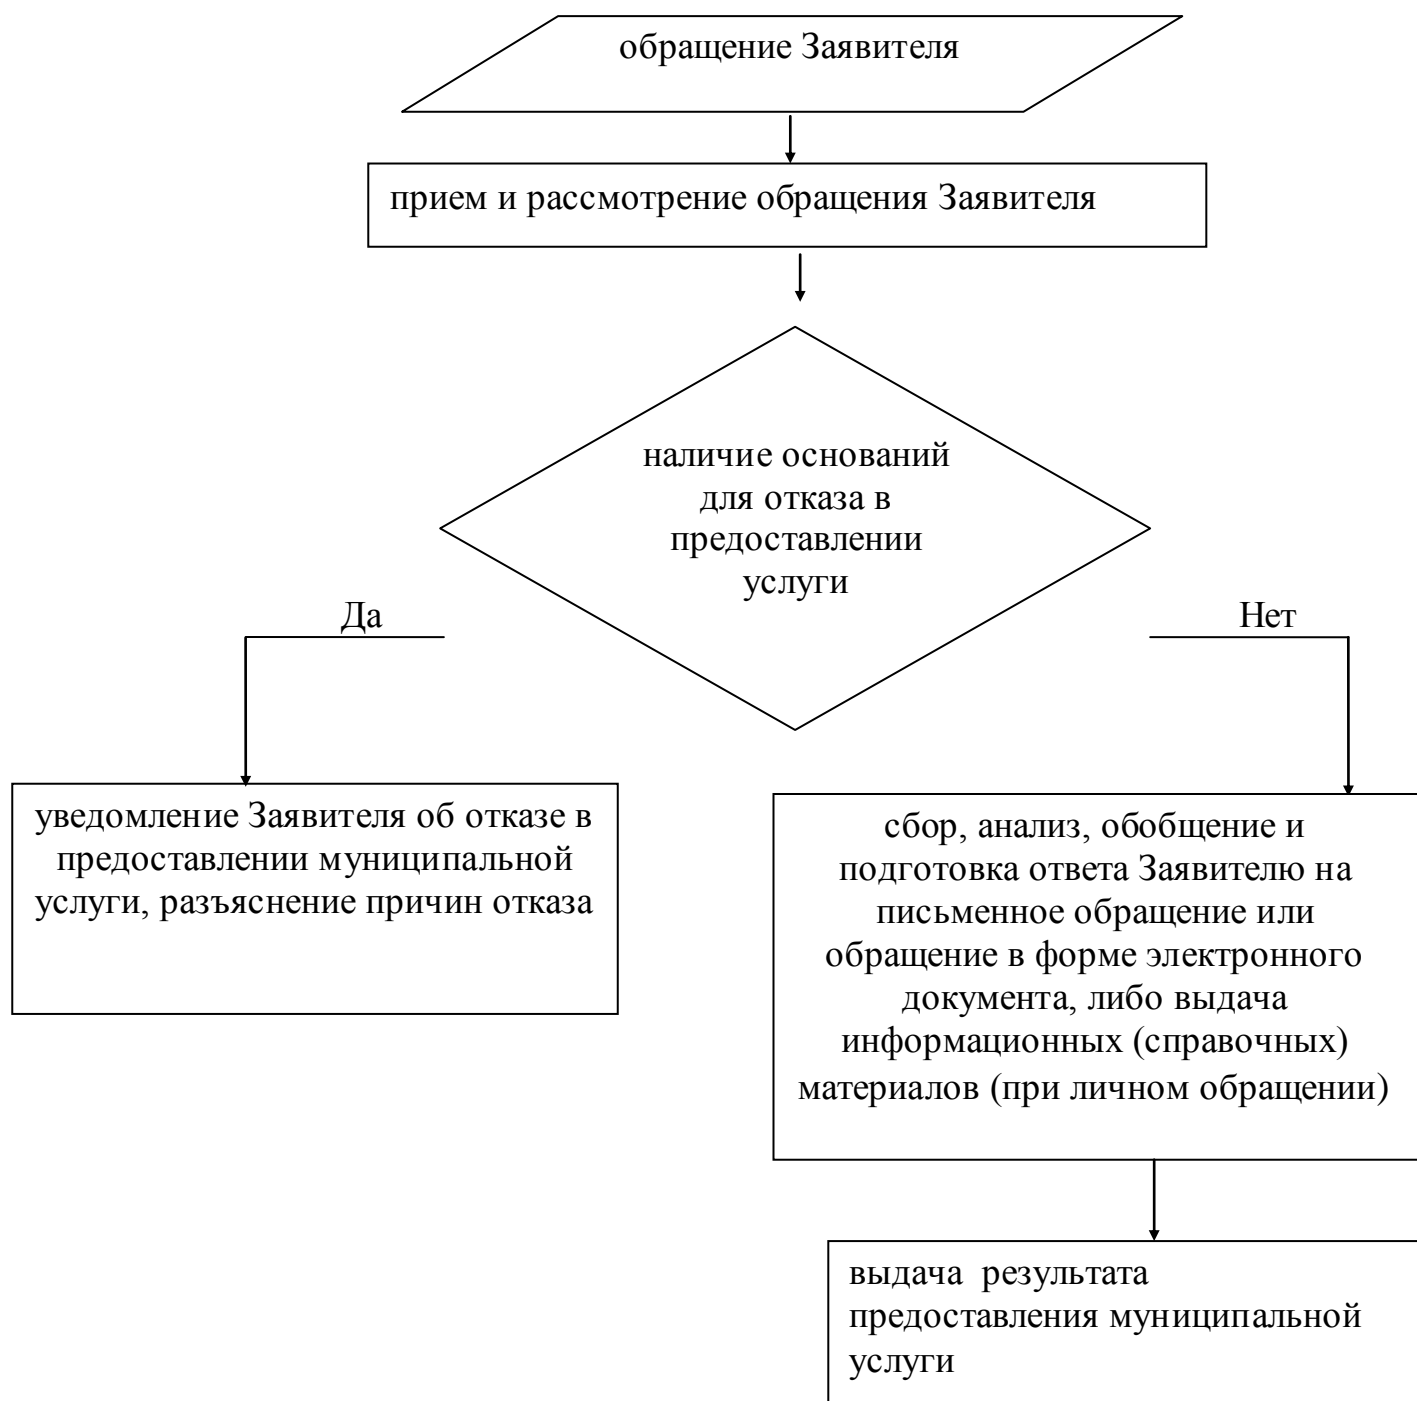 обращение Заявителя
прием и рассмотрение обращения Заявителя
наличие оснований
для отказа в
предоставлении
услуги
Да
Нет
уведомление Заявителя об отказе в
предоставлении муниципальной
услуги, разъяснение причин отказа
сбор, анализ, обобщение и
подготовка ответа Заявителю на
письменное обращение или
обращение в форме электронного
документа, либо выдача
информационных (справочных)
материалов (при личном обращении)
выдача  результата
предоставления муниципальной
услуги